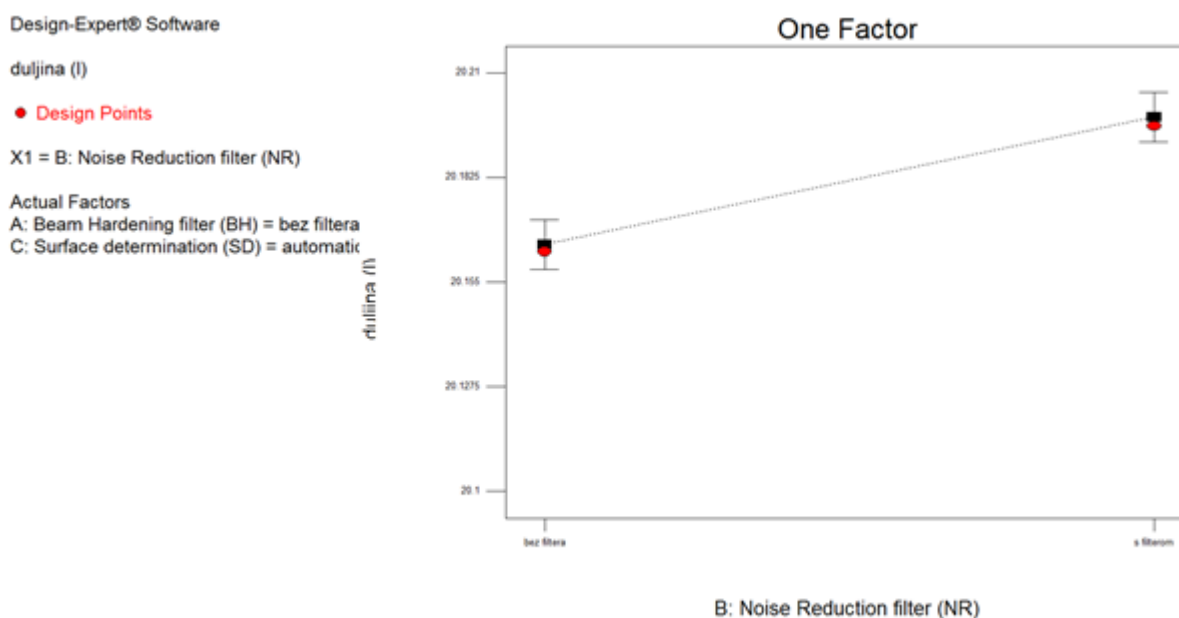 Design-Expert® Software
duljina (l)
Design Points
X1 = B: Noise Reduction filter (NR)
Actual Factors
A: Beam Hardening filter (BH) = bez filtera
C: Surface determination (SD) = automatic
One Factor
duljina (l)
20.21
20.1825
20.155
20.1275
20.1
bez filtera
s filterom
B: Noise Reduction filter (NR)